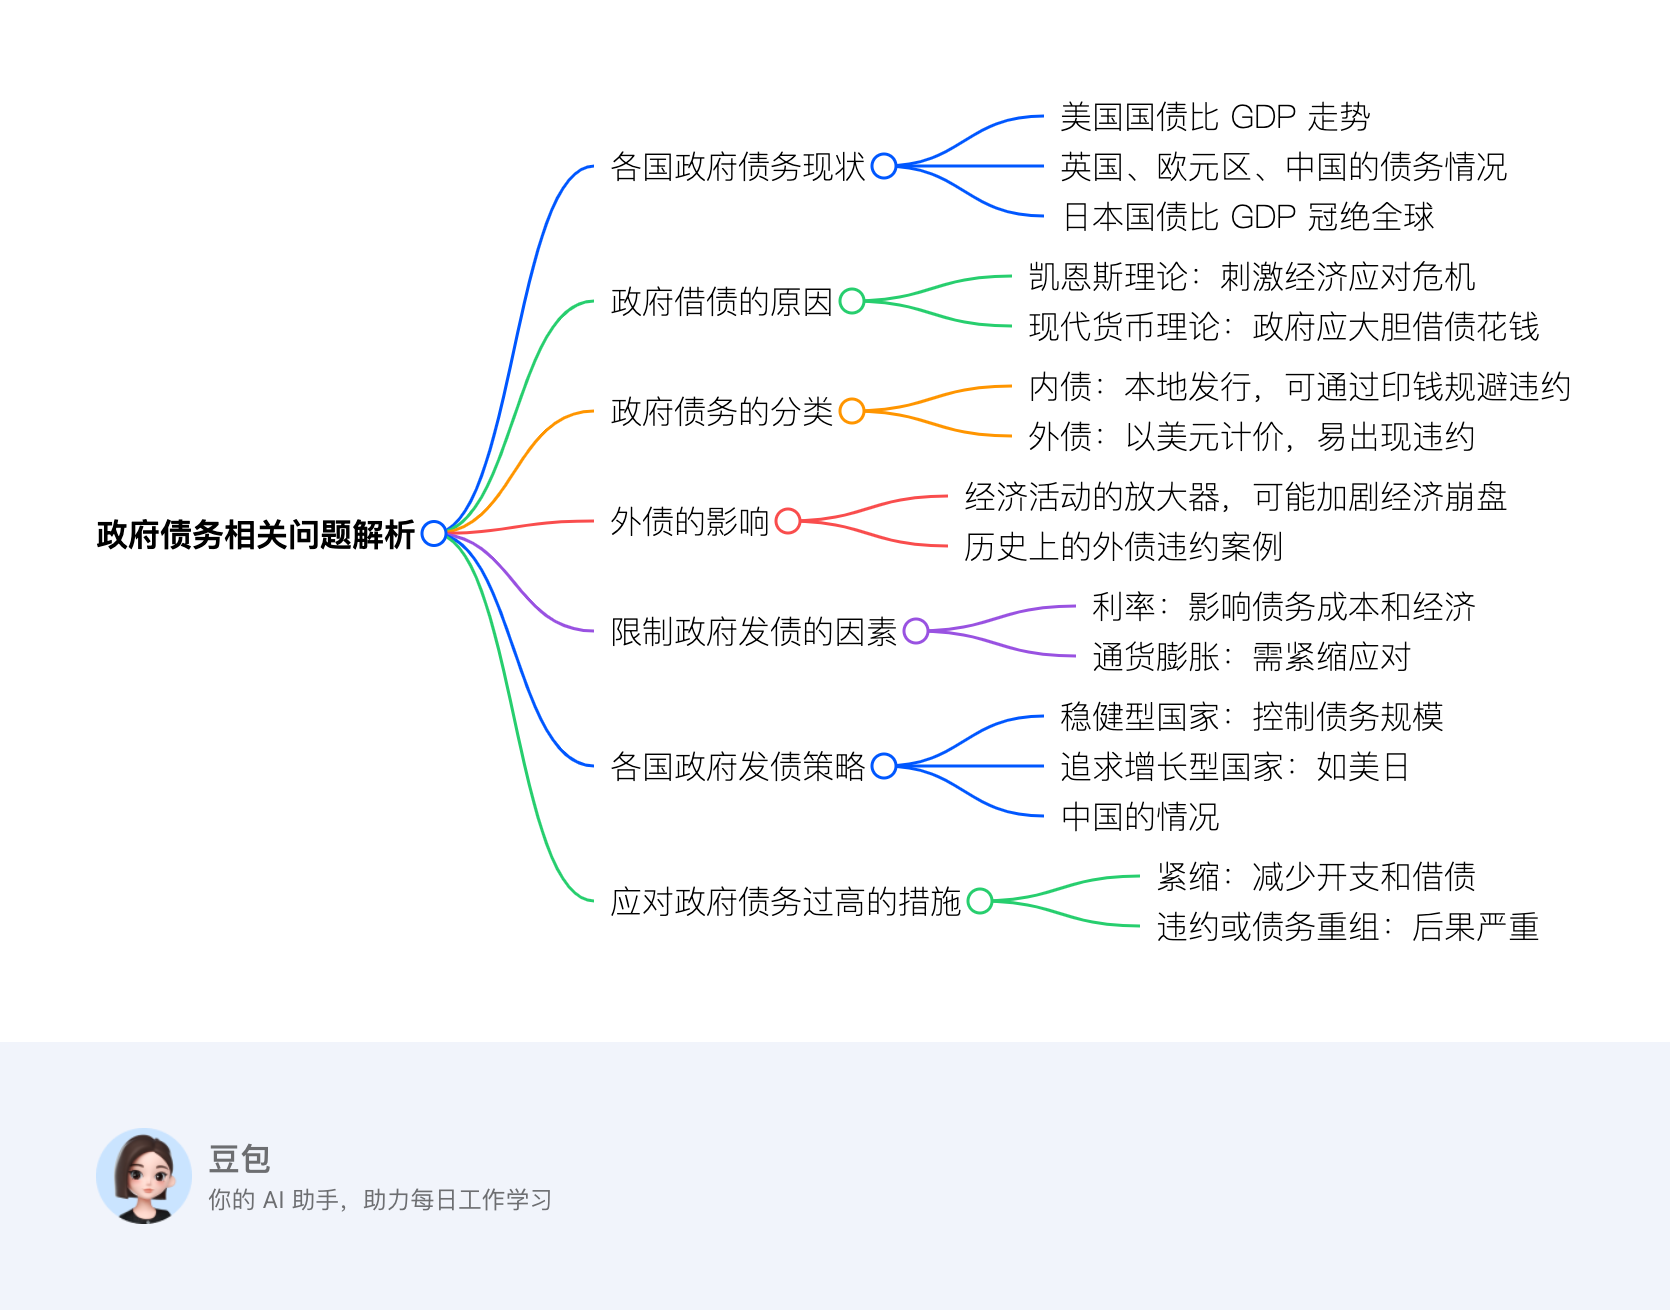 政府债务相关问题解析
各国政府债务现状
美国国债比 GDP 走势
英国、欧元区、中国的债务情况
日本国债比 GDP 冠绝全球
政府借债的原因
凯恩斯理论：刺激经济应对危机
现代货币理论：政府应大胆借债花钱
政府债务的分类
内债：本地发行，可通过印钱规避违约
外债：以美元计价，易出现违约
外债的影响
经济活动的放大器，可能加剧经济崩盘
历史上的外债违约案例
限制政府发债的因素
利率：影响债务成本和经济
通货膨胀：需紧缩应对
各国政府发债策略
稳健型国家：控制债务规模
追求增长型国家：如美日
中国的情况
应对政府债务过高的措施
紧缩：减少开支和借债
违约或债务重组：后果严重
豆包
你的 AI 助手，助力每日工作学习